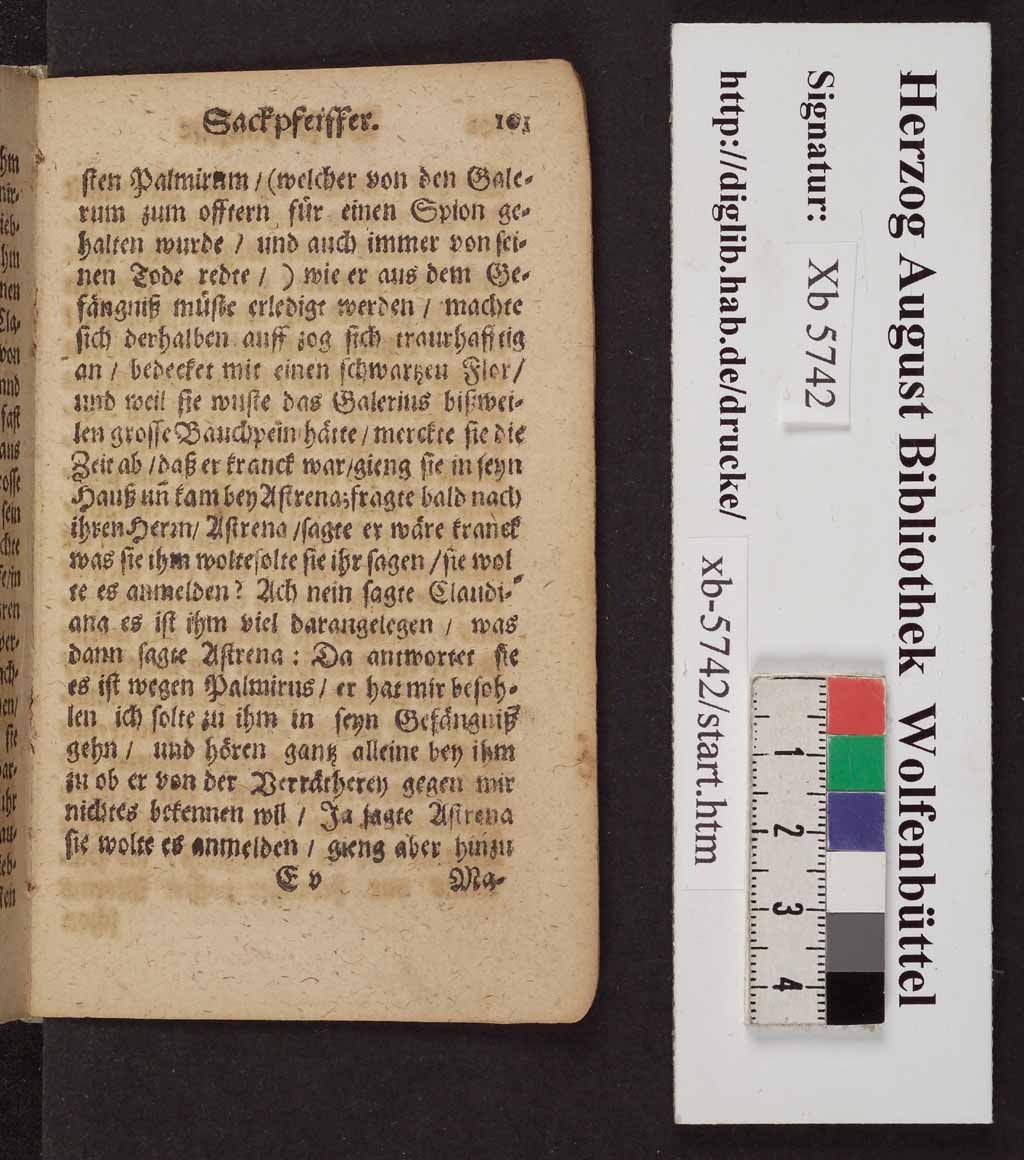 Sackpfeiffer. 103
sten Palmirum / (welcher von den Gale-
rum zum offtern für einen Spion ge-
halten wurde / und auch immer von sei-
nen Tode redte / ) wie er aus dem Ge-
fängniß müste erledigt werden / machte
sich derhalben auff zog sich traurhafftig
an / bedecket mit einen schwartzen Flor /
und weil sie wuste das Galerius bißwei-
len grosse Bauchpein hätte / merckte sie die
Zeit ab / daß er kranck war / gieng sie in seyn
Hauß uñ kam bey Astrena; fragte bald nach
ihren Herrn / Astrena / sagte er wäre kranck
was sie ihm wolte solte sie ihr sagen / sie wol
te es anmelden? Ach nein sagte Claudi-
ana es ist ihm viel darangelegen / was
dann sagte Astrena: Da antwortet sie
es ist wegen Palmirus / er hat mir befoh-
len ich solte zu ihm in seyn Gefängniß
gehn / und hören gantz alleine bey ihm
zu ob er von der Verrätherey gegen mir
nichtes bekennen wil / Ja sagte Astrena
sie wolte es anmelden / gieng aber hinzu
E v Ma-
Herzog August Bibliothek Wolfenbüttel
Signatur: Xb 5742
http://diglib.hab.de/drucke/
xb-5742/start.htm
1 2 3 4